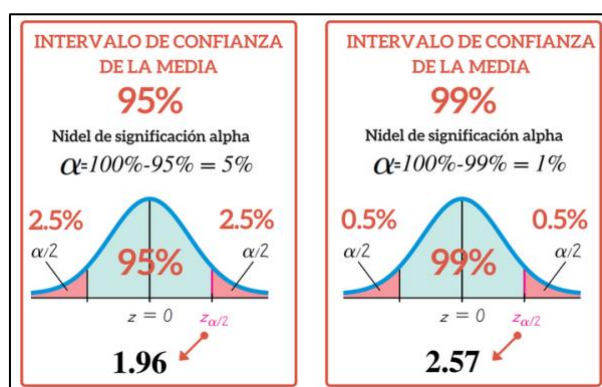 INTERVALO DE CONFIANZA
DE LA MEDIA
95%
Nidel de significación alpha
α=100%-95% = 5%
2.5%
2.5%
α/2
95%
α/2
z = 0
zα/2
1.96
INTERVALO DE CONFIANZA
DE LA MEDIA
99%
Nidel de significación alpha
α=100%-99% = 1%
0.5%
0.5%
α/2
99%
α/2
z = 0
zα/2
2.57